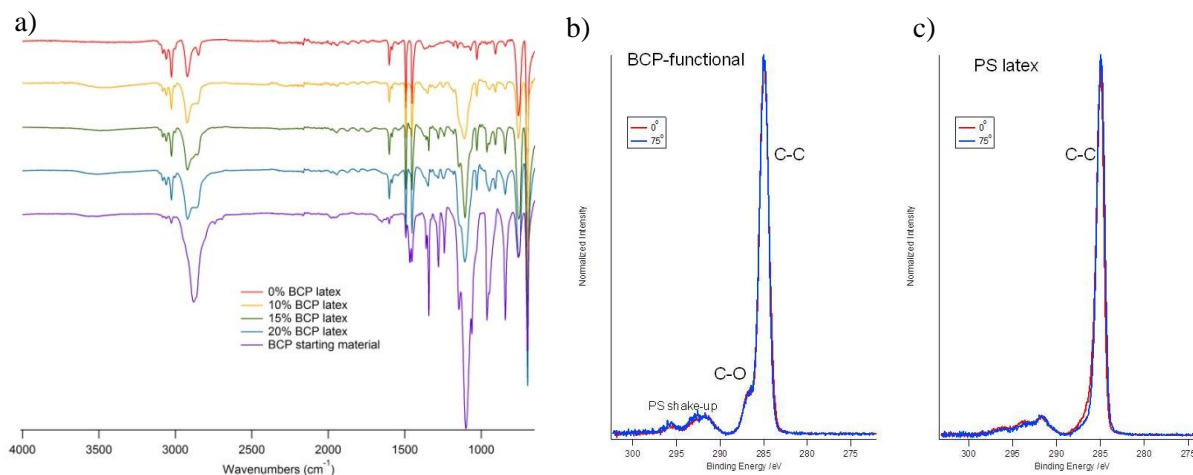 a)
0% BCP latex
10% BCP latex
15% BCP latex
20% BCP latex
BCP starting material
4000 3500 3000 2500 2000 1500 1000
Wavenumbers (cm-1)
b)
BCP-functional
0°
75°
C-C
C-O
PS shake-up
Normalized Intensity
300 295 290 285 280 275
Binding Energy /eV
c)
PS latex
0°
75°
C-C
Normalized Intensity
300 295 290 285 280 275
Binding Energy /eV